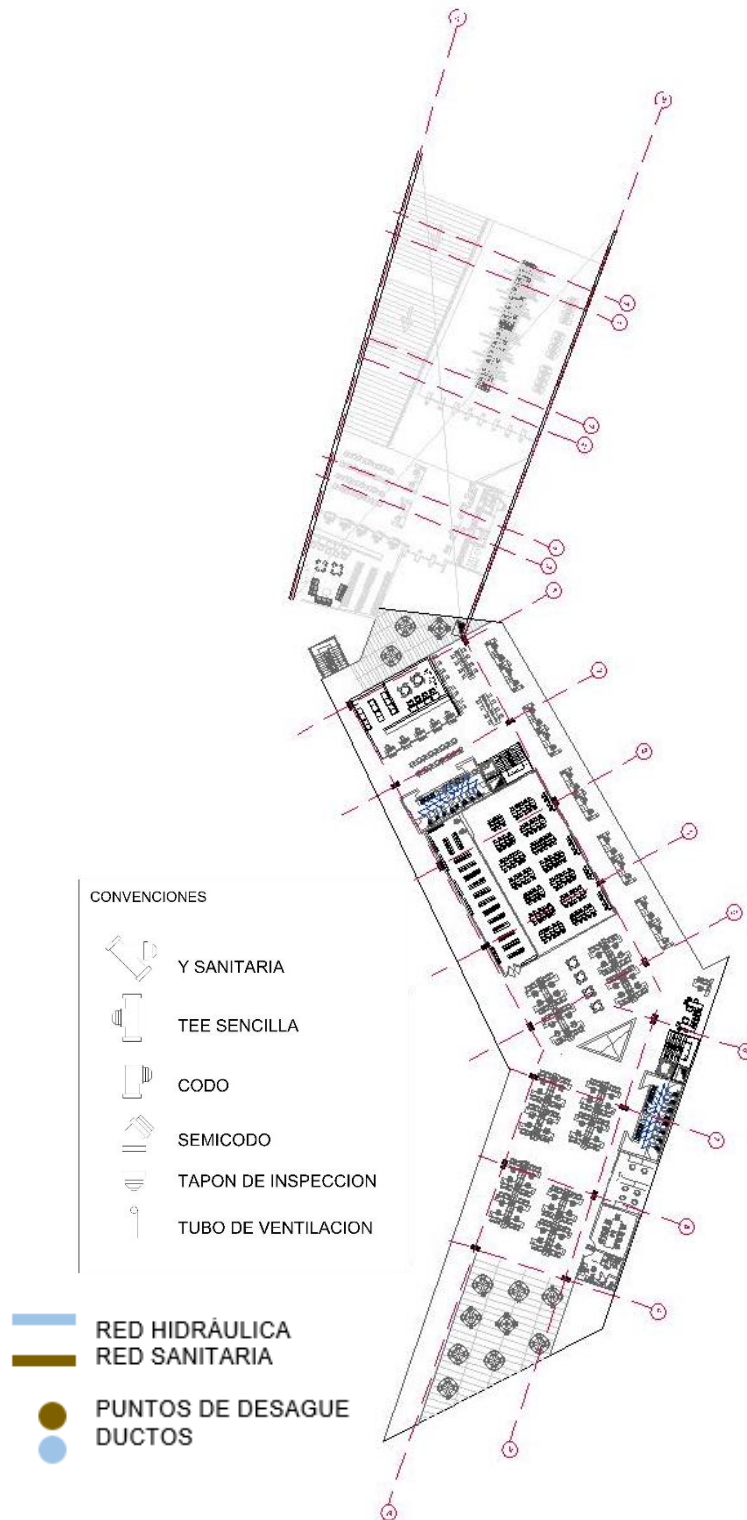 CONVENCIONES
Y SANITARIA
TEE SENCILLA
CODO
SEMICODO
TAPON DE INSPECCION
TUBO DE VENTILACION
RED HIDRÁULICA
RED SANITARIA
PUNTOS DE DESAGUE
DUCTOS